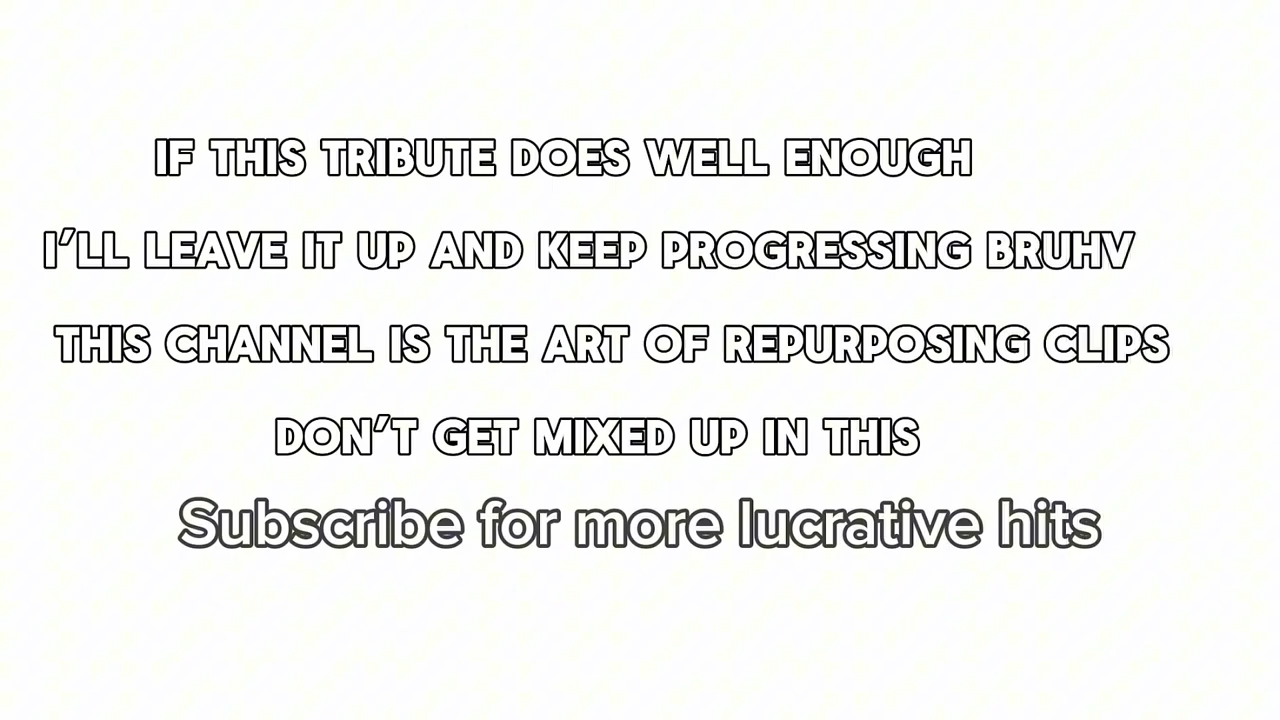 IF THIS TRIBUTE DOES WELL ENOUGH
I'LL LEAVE IT UP AND KEEP PROGRESSING BRUHV
THIS CHANNEL IS THE ART OF REPURPOSING CLIPS
DON'T GET MIXED UP IN THIS
Subscribe for more lucrative hits